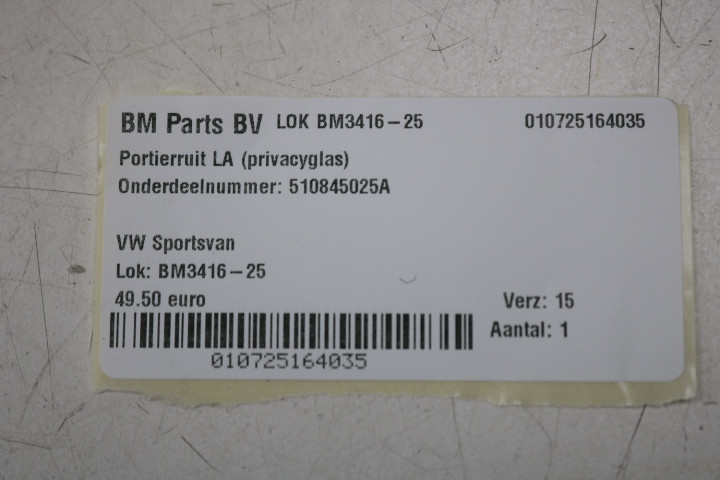 BM Parts BV LOK BM3416-25 010725164035
Portierruit LA (privacyglas)
Onderdeelnummer: 510845025A
VW Sportsvan
Lok: BM3416-25
49.50 euro Verz: 15
Aantal: 1
010725164035